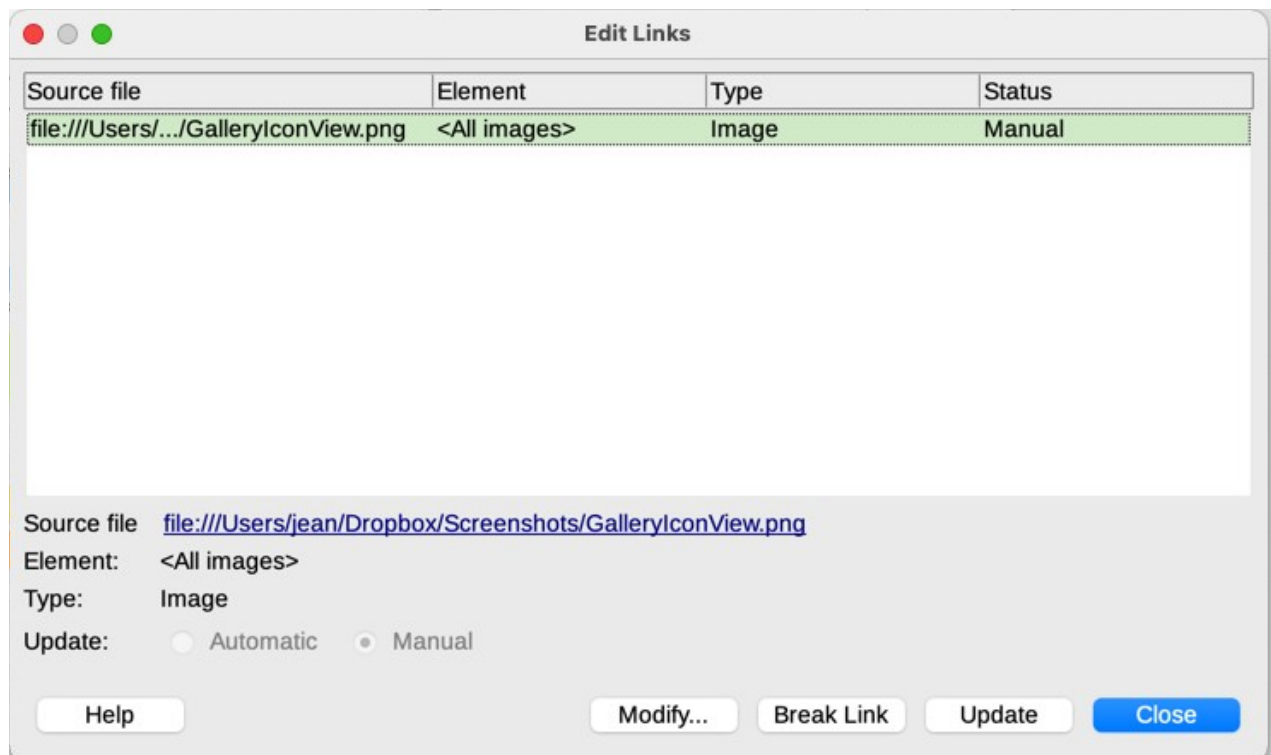 Edit Links
Source file Element Type Status
file:///Users/.../GalleryIconView.png <All images> Image Manual
Source file file:///Users/jean/Dropbox/Screenshots/GalleryIconView.png
Element: <All images>
Type: Image
Update: Automatic Manual
Help Modify... Break Link Update Close